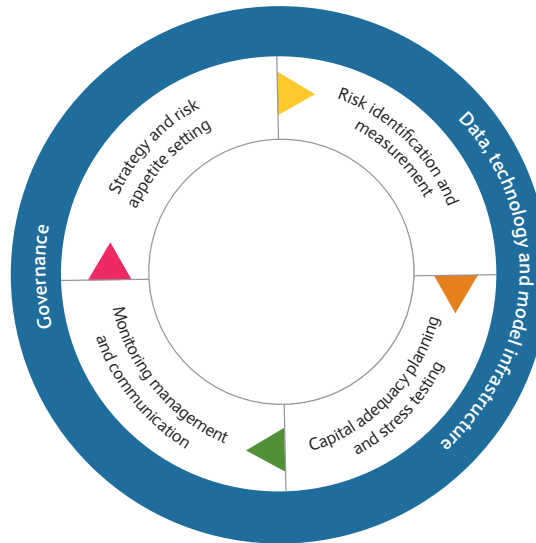 Strategy and risk
appetite setting
Risk identification and
measurement
Data, technology and model infrastructure
Capital adequacy planning
and stress testing
Monitoring management
and communication
Governance